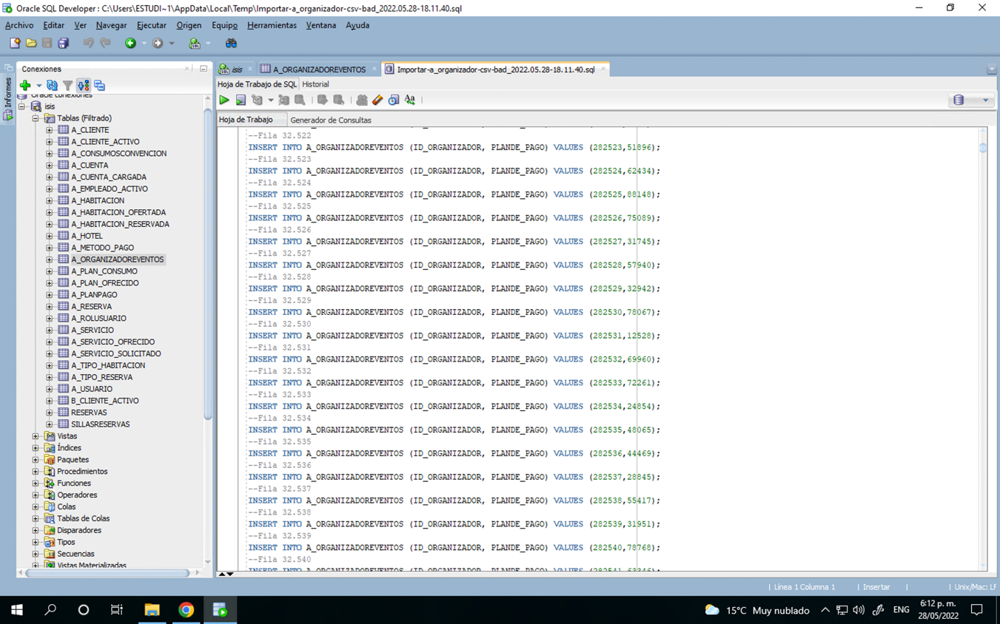 Oracle SQL Developer : C:\Users\ESTUDI~1\AppData\Local\Temp\Importar-a_organizador-csv-bad_2022.05.28-18.11.40.sql
Archivo Editar Ver Navegar Ejecutar Origen Equipo Herramientas Ventana Ayuda
Informes
Conexiones
Oracle conexiones
isis
Tablas (Filtrado)
A_CLIENTE
A_CLIENTE_ACTIVO
A_CONSUMOSCONVENCION
A_CUENTA
A_CUENTA_CARGADA
A_EMPLEADO_ACTIVO
A_HABITACION
A_HABITACION_OFERTADA
A_HABITACION_RESERVADA
A_HOTEL
A_METODO_PAGO
A_ORGANIZADOREVENTOS
A_PLAN_CONSUMO
A_PLAN_OFRECIDO
A_PLANPAGO
A_RESERVA
A_ROLUSUARIO
A_SERVICIO
A_SERVICIO_OFRECIDO
A_SERVICIO_SOLICITADO
A_TIPO_HABITACION
A_TIPO_RESERVA
A_USUARIO
B_CLIENTE_ACTIVO
RESERVAS
SILLASRESERVAS
Vistas
Índices
Paquetes
Procedimientos
Funciones
Operadores
Colas
Tablas de Colas
Disparadores
Tipos
Secuencias
Vistas Materializadas
isis A_ORGANIZADOREVENTOS Importar-a_organizador-csv-bad_2022.05.28-18.11.40.sql
Hoja de Trabajo de SQL Historial
Hoja de Trabajo Generador de Consultas
--Fila 32.522
INSERT INTO A_ORGANIZADOREVENTOS (ID_ORGANIZADOR, PLANDE_PAGO) VALUES (282523,51896);
--Fila 32.523
INSERT INTO A_ORGANIZADOREVENTOS (ID_ORGANIZADOR, PLANDE_PAGO) VALUES (282524,62434);
--Fila 32.524
INSERT INTO A_ORGANIZADOREVENTOS (ID_ORGANIZADOR, PLANDE_PAGO) VALUES (282525,88148);
--Fila 32.525
INSERT INTO A_ORGANIZADOREVENTOS (ID_ORGANIZADOR, PLANDE_PAGO) VALUES (282526,75089);
--Fila 32.526
INSERT INTO A_ORGANIZADOREVENTOS (ID_ORGANIZADOR, PLANDE_PAGO) VALUES (282527,31745);
--Fila 32.527
INSERT INTO A_ORGANIZADOREVENTOS (ID_ORGANIZADOR, PLANDE_PAGO) VALUES (282528,57940);
--Fila 32.528
INSERT INTO A_ORGANIZADOREVENTOS (ID_ORGANIZADOR, PLANDE_PAGO) VALUES (282529,32942);
--Fila 32.529
INSERT INTO A_ORGANIZADOREVENTOS (ID_ORGANIZADOR, PLANDE_PAGO) VALUES (282530,78067);
--Fila 32.530
INSERT INTO A_ORGANIZADOREVENTOS (ID_ORGANIZADOR, PLANDE_PAGO) VALUES (282531,12528);
--Fila 32.531
INSERT INTO A_ORGANIZADOREVENTOS (ID_ORGANIZADOR, PLANDE_PAGO) VALUES (282532,69960);
--Fila 32.532
INSERT INTO A_ORGANIZADOREVENTOS (ID_ORGANIZADOR, PLANDE_PAGO) VALUES (282533,72261);
--Fila 32.533
INSERT INTO A_ORGANIZADOREVENTOS (ID_ORGANIZADOR, PLANDE_PAGO) VALUES (282534,24854);
--Fila 32.534
INSERT INTO A_ORGANIZADOREVENTOS (ID_ORGANIZADOR, PLANDE_PAGO) VALUES (282535,48065);
--Fila 32.535
INSERT INTO A_ORGANIZADOREVENTOS (ID_ORGANIZADOR, PLANDE_PAGO) VALUES (282536,44469);
--Fila 32.536
INSERT INTO A_ORGANIZADOREVENTOS (ID_ORGANIZADOR, PLANDE_PAGO) VALUES (282537,28845);
--Fila 32.537
INSERT INTO A_ORGANIZADOREVENTOS (ID_ORGANIZADOR, PLANDE_PAGO) VALUES (282538,55417);
--Fila 32.538
INSERT INTO A_ORGANIZADOREVENTOS (ID_ORGANIZADOR, PLANDE_PAGO) VALUES (282539,31951);
--Fila 32.539
INSERT INTO A_ORGANIZADOREVENTOS (ID_ORGANIZADOR, PLANDE_PAGO) VALUES (282540,78768);
--Fila 32.540
INSERT INTO A_ORGANIZADOREVENTOS (ID_ORGANIZADOR, PLANDE_PAGO) VALUES
Línea 1 Columna 1 Insertar Unix/Mac: LF
15°C Muy nublado ENG 6:12 p. m.
28/05/2022